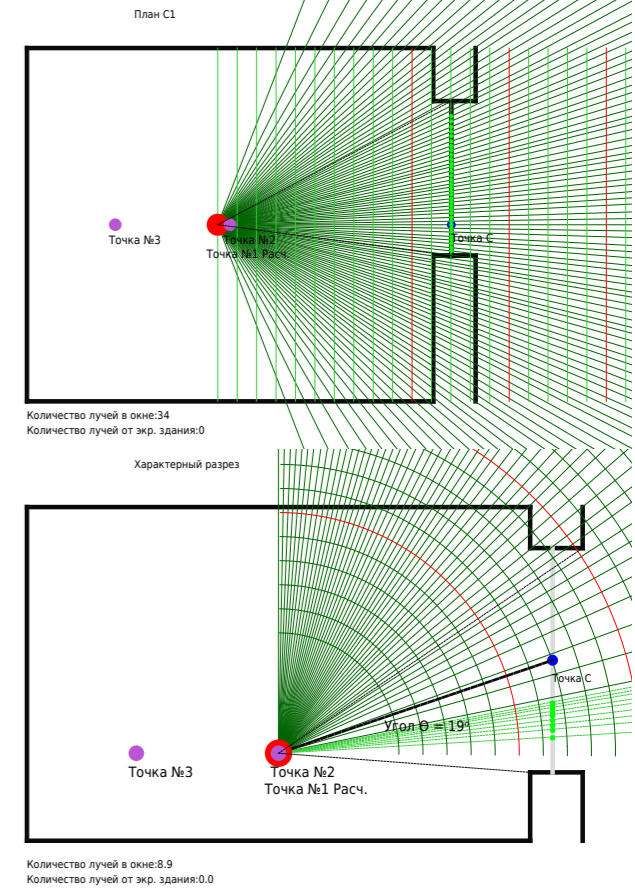 План C1
Точка №3
Точка №2
Точка №1 Расч.
Точка С
Количество лучей в окне:34
Количество лучей от экр. здания:0
Характерный разрез
Точка С
Угол Θ = 19°
Точка №3
Точка №2
Точка №1 Расч.
Количество лучей в окне:8.9
Количество лучей от экр. здания:0.0